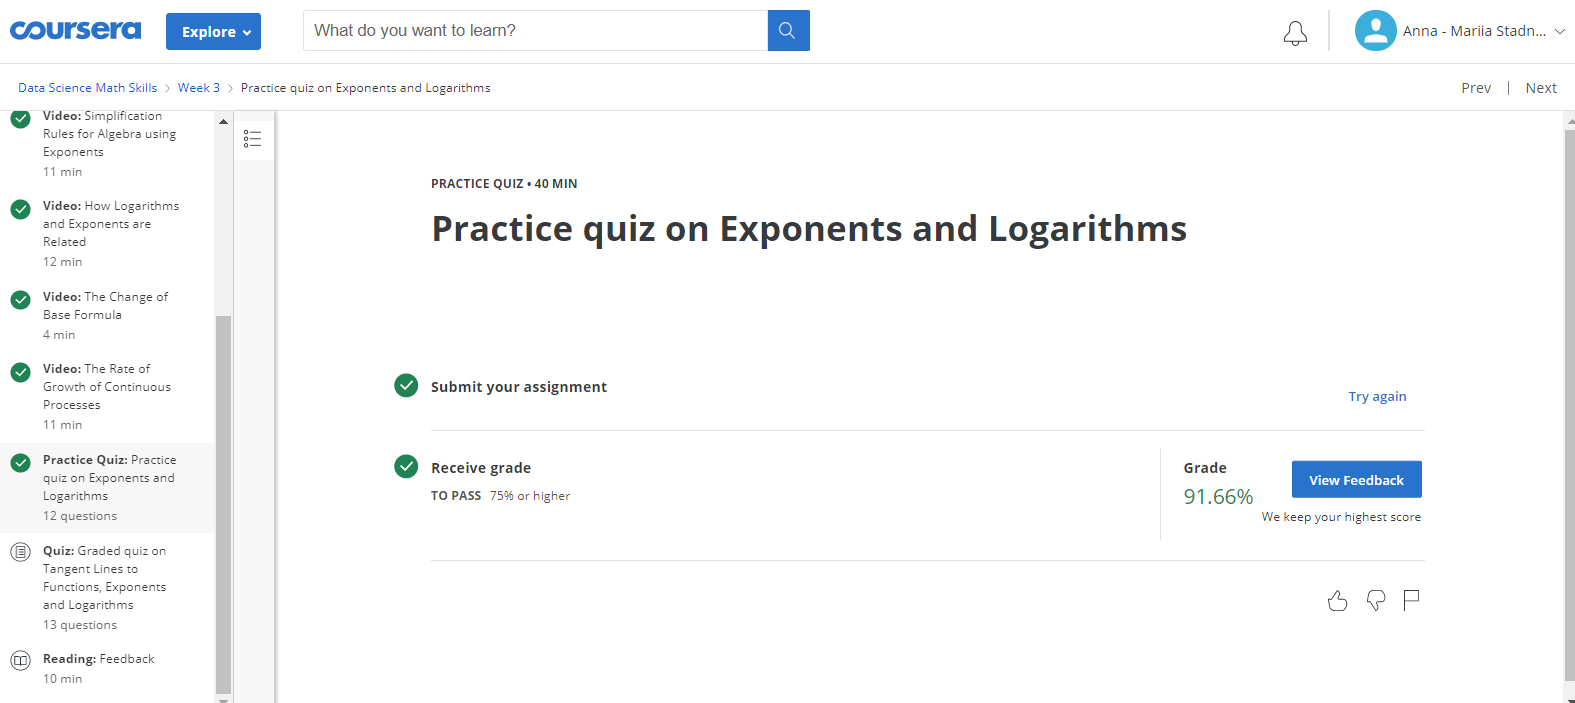 coursera
Explore
What do you want to learn?
Anna - Mariia Stadn...
Data Science Math Skills > Week 3 > Practice quiz on Exponents and Logarithms
Prev | Next
Video: Simplification
Rules for Algebra using
Exponents
11 min
Video: How Logarithms
and Exponents are
Related
12 min
Video: The Change of
Base Formula
4 min
Video: The Rate of
Growth of Continuous
Processes
11 min
Practice Quiz: Practice
quiz on Exponents and
Logarithms
12 questions
Quiz: Graded quiz on
Tangent Lines to
Functions, Exponents
and Logarithms
13 questions
Reading: Feedback
10 min
PRACTICE QUIZ • 40 MIN
Practice quiz on Exponents and Logarithms
Submit your assignment
Try again
Receive grade
TO PASS 75% or higher
Grade
91.66%
View Feedback
We keep your highest score